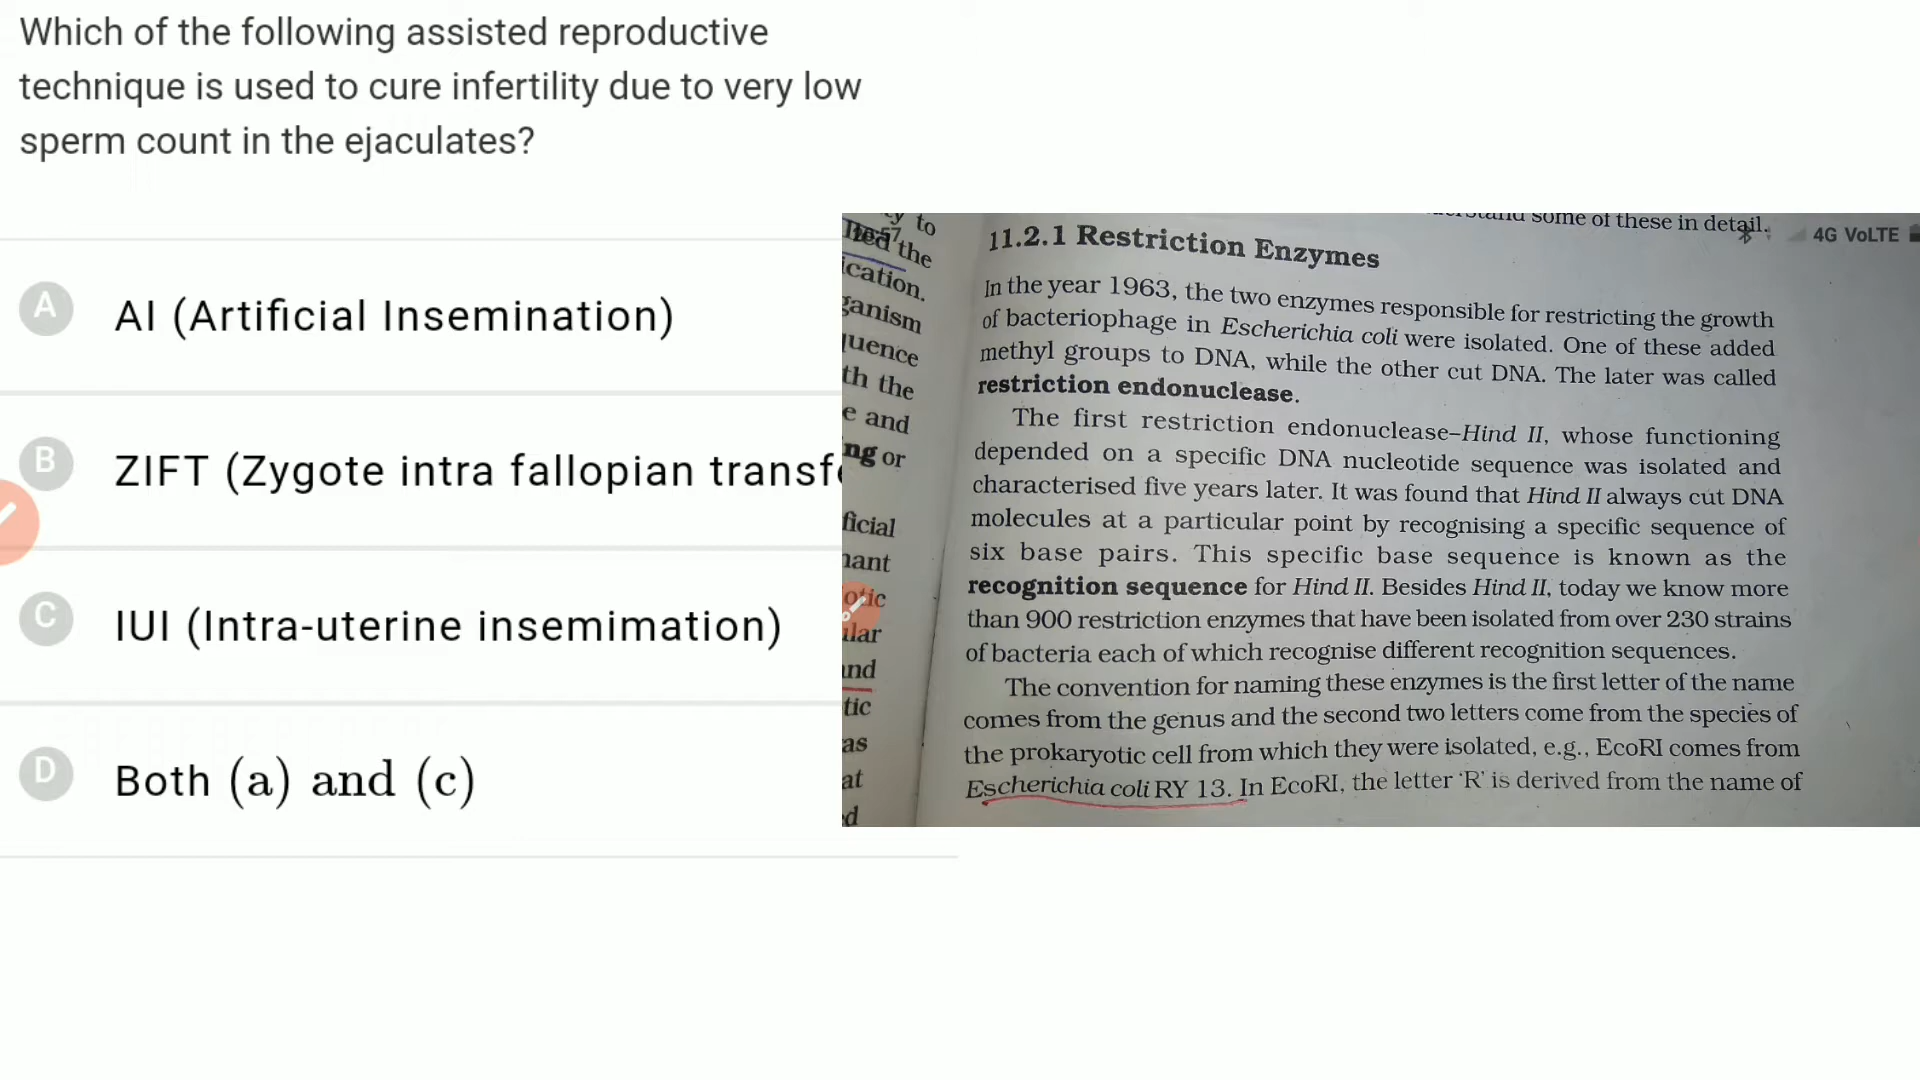 Which of the following assisted reproductive
technique is used to cure infertility due to very low
sperm count in the ejaculates?
A
AI (Artificial Insemination)
B
ZIFT (Zygote intra fallopian transfe
C
IUI (Intra-uterine insemimation)
D
Both (a) and (c)
to
the
ication.
ganism
quence
th the
e and
ng or
ficial
nant
otic
ular
and
tic
as
at
d
some of these in detail.
4G VoLTE
11.2.1 Restriction Enzymes
In the year 1963, the two enzymes responsible for restricting the growth
of bacteriophage in Escherichia coli were isolated. One of these added
methyl groups to DNA, while the other cut DNA. The later was called
restriction endonuclease.
The first restriction endonuclease–Hind II, whose functioning
depended on a specific DNA nucleotide sequence was isolated and
characterised five years later. It was found that Hind II always cut DNA
molecules at a particular point by recognising a specific sequence of
six base pairs. This specific base sequence is known as the
recognition sequence for Hind II. Besides Hind II, today we know more
than 900 restriction enzymes that have been isolated from over 230 strains
of bacteria each of which recognise different recognition sequences.
The convention for naming these enzymes is the first letter of the name
comes from the genus and the second two letters come from the species of
the prokaryotic cell from which they were isolated, e.g., EcoRI comes from
Escherichia coli RY 13. In EcoRI, the letter ‘R’ is derived from the name of